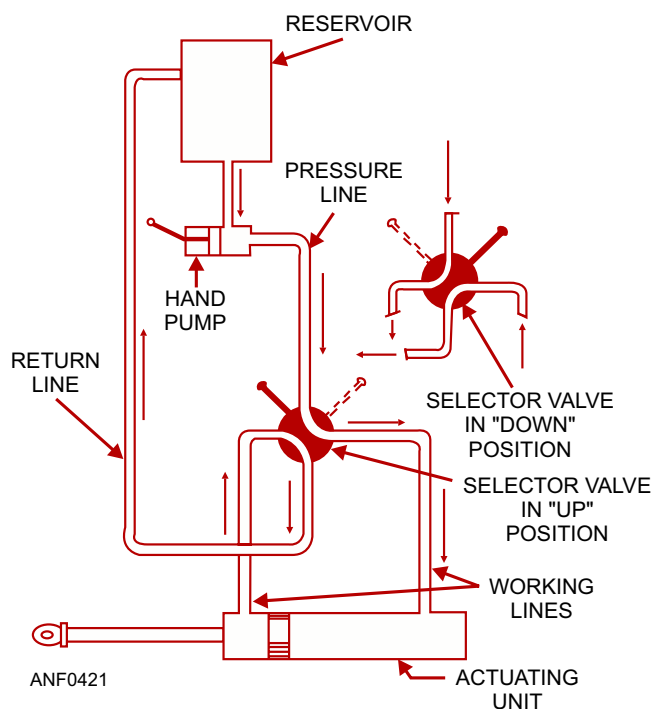 RESERVOIR
PRESSURE
LINE
HAND
PUMP
RETURN
LINE
SELECTOR VALVE
IN "DOWN"
POSITION
SELECTOR VALVE
IN "UP"
POSITION
WORKING
LINES
ACTUATING
UNIT
ANF0421